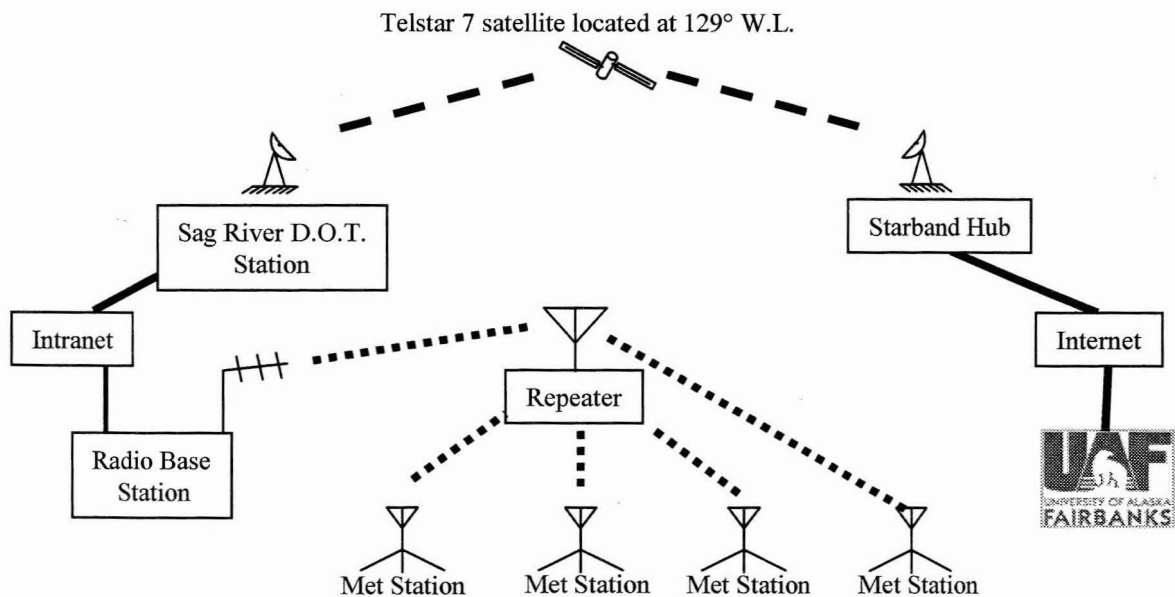 Telstar 7 satellite located at 129° W.L.
Sag River D.O.T.
Station
Starband Hub
Intranet
Internet
Repeater
Radio Base
Station
UAF
UNIVERSITY OF ALASKA
FAIRBANKS
Met Station
Met Station
Met Station
Met Station